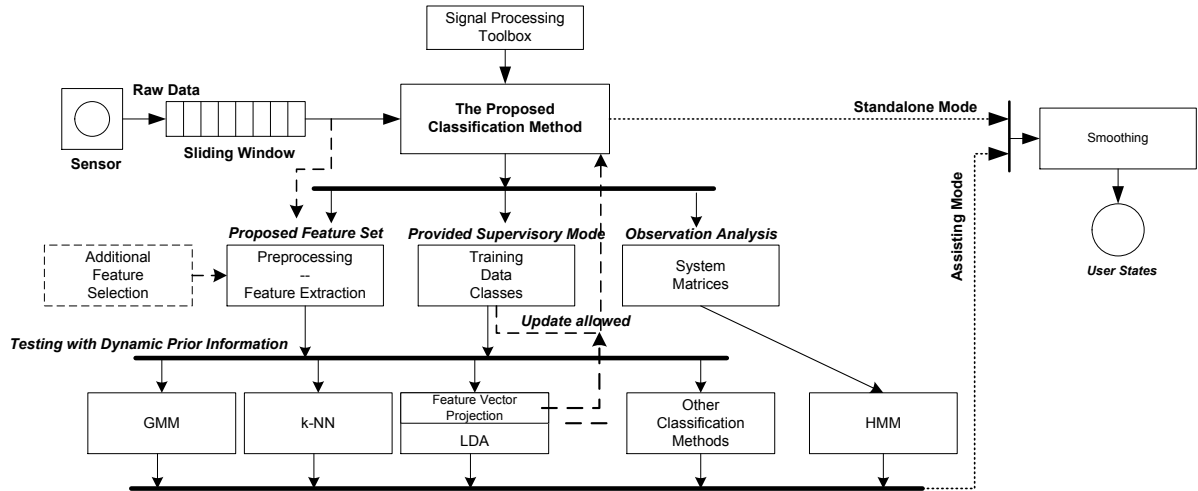 Signal Processing
Toolbox
Raw Data
The Proposed
Classification Method
Standalone Mode
Smoothing
Sensor
Sliding Window
Assisting Mode
Proposed Feature Set
Provided Supervisory Mode
Observation Analysis
Additional
Feature
Selection
Preprocessing
--
Feature Extraction
Training
Data
Classes
System
Matrices
User States
Update allowed
Testing with Dynamic Prior Information
GMM
k-NN
Feature Vector
Projection
LDA
Other
Classification
Methods
HMM